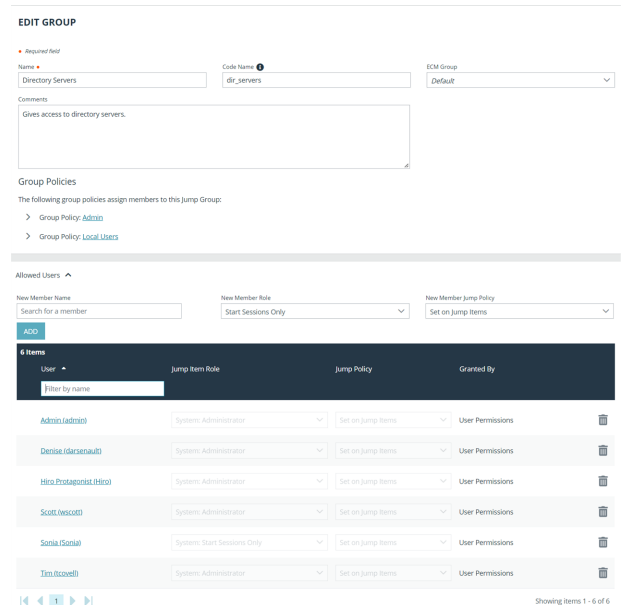 EDIT GROUP
• Required field
Name •
Code Name
ECM Group
Directory Servers
dir_servers
Default
Comments
Gives access to directory servers.
Group Policies
The following group policies assign members to this Jump Group:
Group Policy: Admin
Group Policy: Local Users
Allowed Users
New Member Name
New Member Role
New Member Jump Policy
Search for a member
Start Sessions Only
Set on Jump Items
ADD
6 Items
User
Jump Item Role
Jump Policy
Granted By
Filter by name
Admin (admin) System: Administrator Set on Jump Items User Permissions
Denise (darsenault) System: Administrator Set on Jump Items User Permissions
Hiro Protagonist (Hiro) System: Administrator Set on Jump Items User Permissions
Scott (wscott) System: Administrator Set on Jump Items User Permissions
Sonia (Sonia) System: Start Sessions Only Set on Jump Items User Permissions
Tim (tcovell) System: Administrator Set on Jump Items User Permissions
1
Showing items 1 - 6 of 6